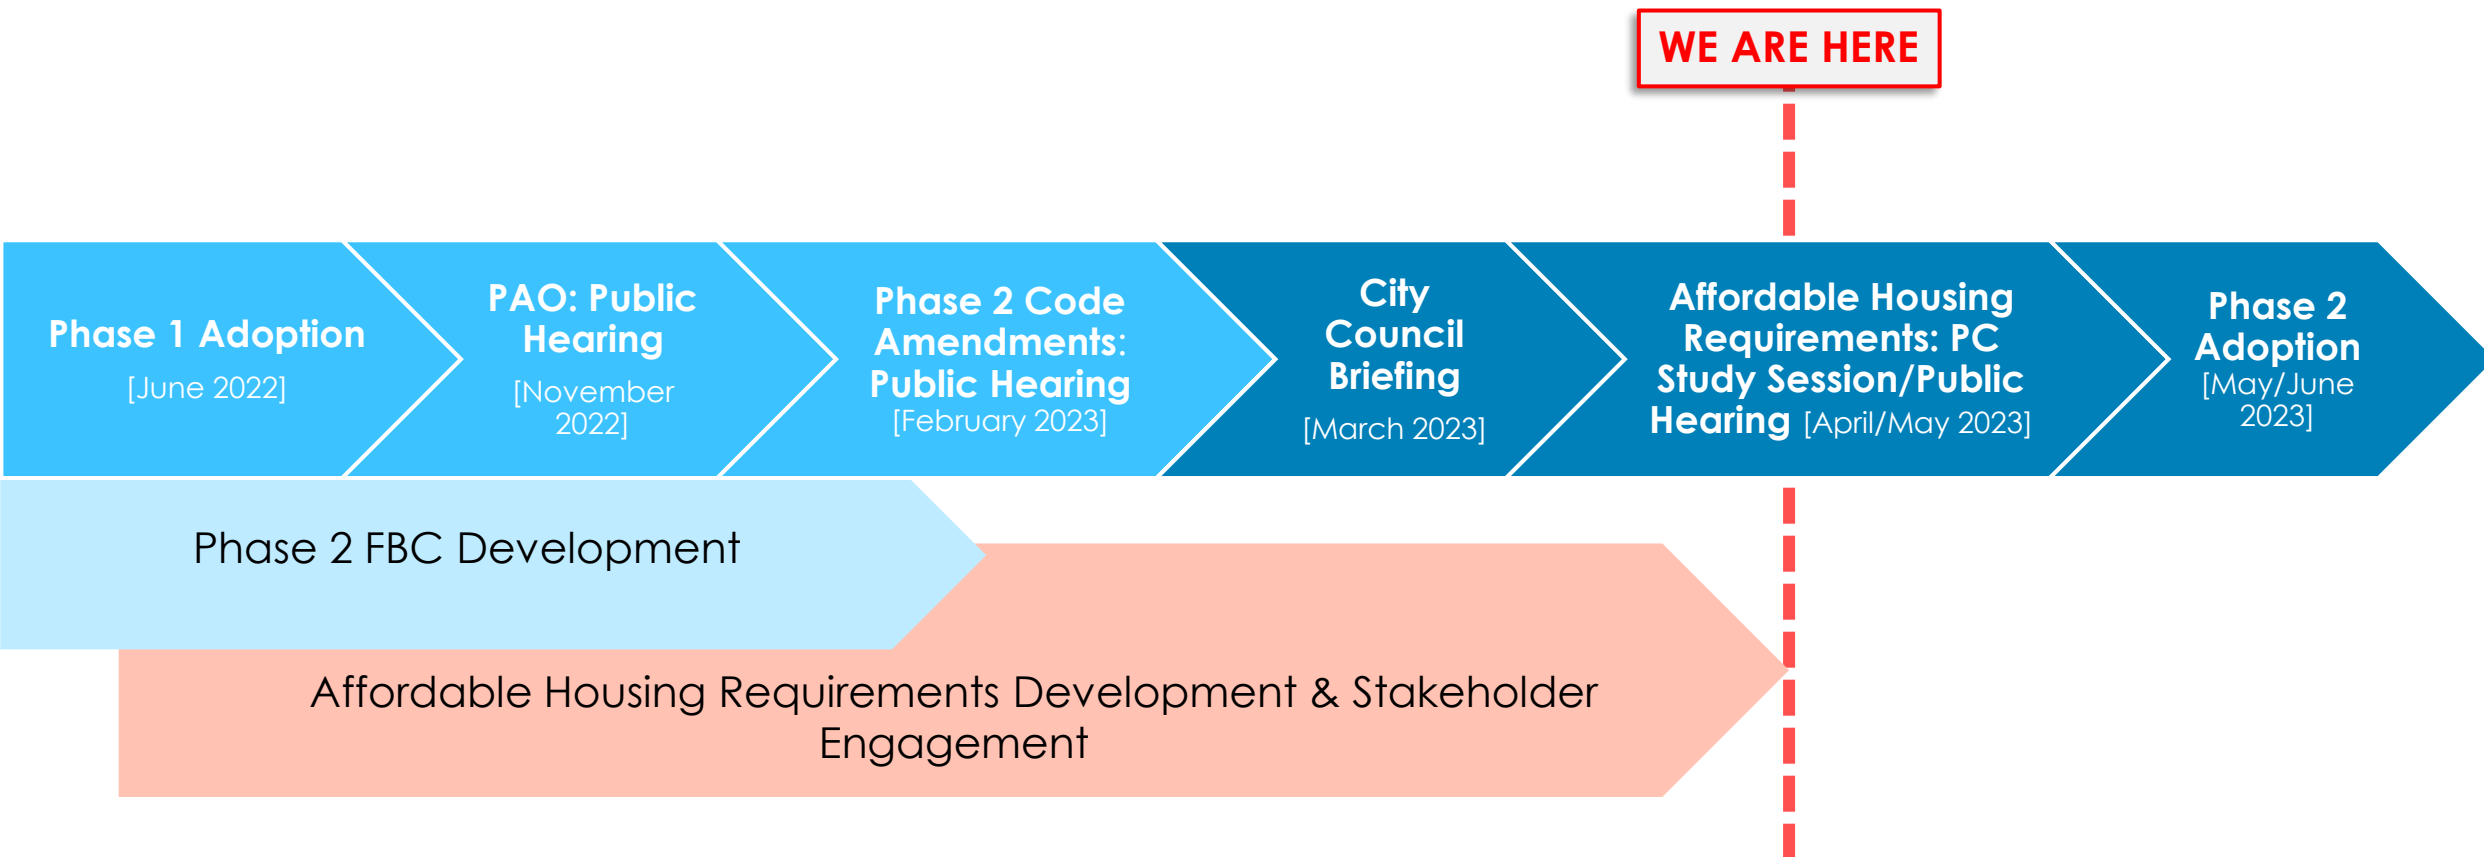 WE ARE HERE
Phase 1 Adoption
[June 2022]
PAO: Public
Hearing
[November
2022]
Phase 2 Code
Amendments:
Public Hearing
[February 2023]
City
Council
Briefing
[March 2023]
Affordable Housing
Requirements: PC
Study Session/Public
Hearing [April/May 2023]
Phase 2
Adoption
[May/June
2023]
Phase 2 FBC Development
Affordable Housing Requirements Development & Stakeholder
Engagement